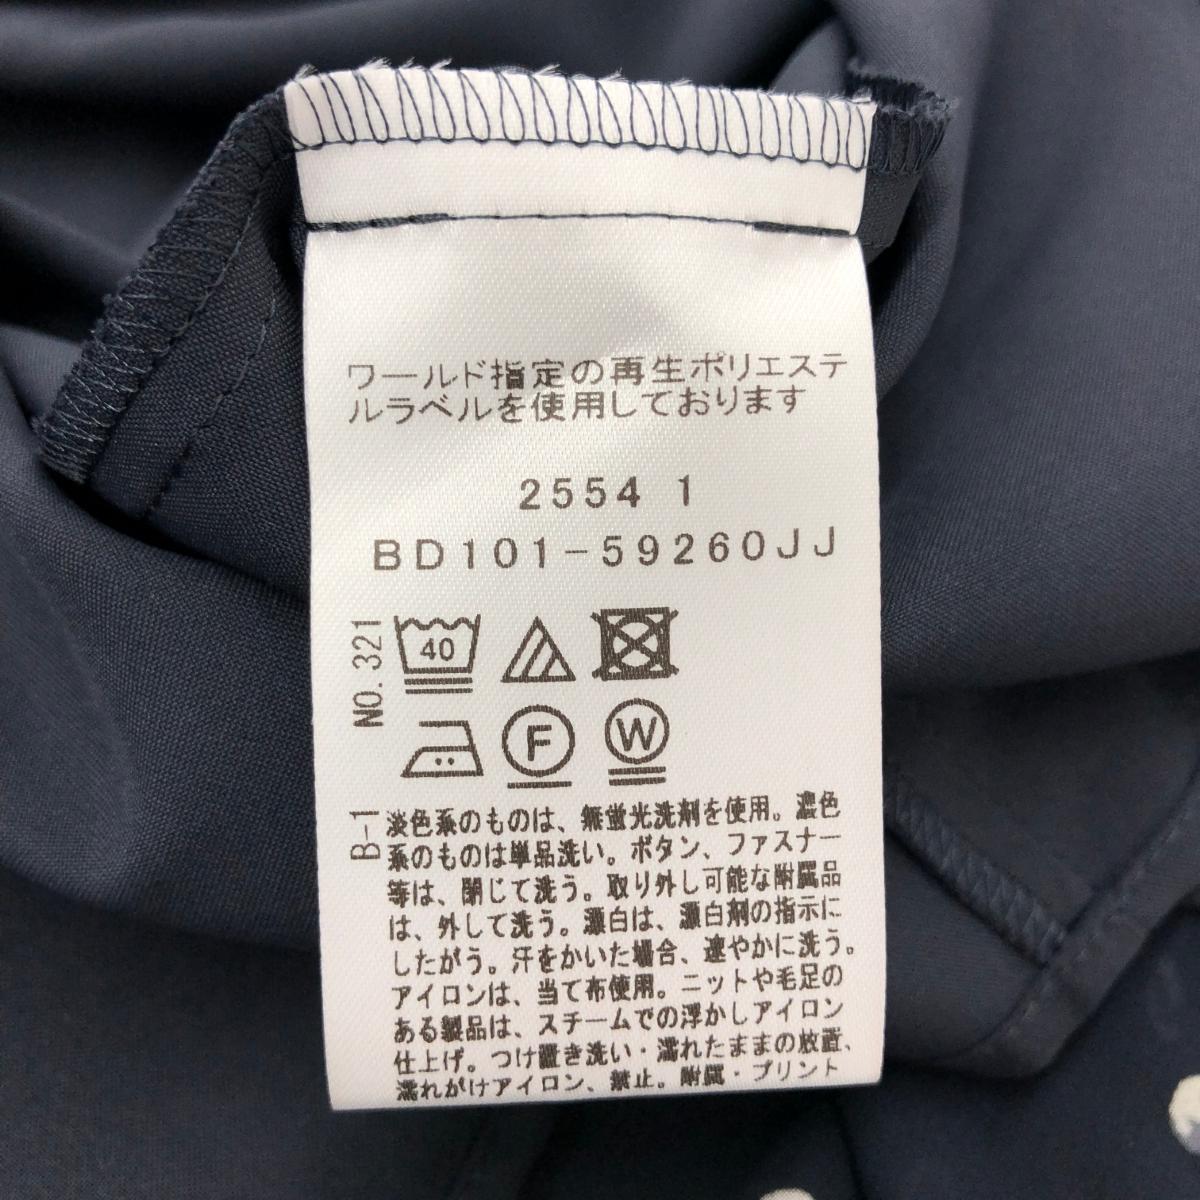 ワールド指定の再生ポリエステ
ルラベルを使用しております
2554 1
BD101-59260JJ
NO.321
40
F
W
B-1
淡色系のものは、無蛍光洗剤を使用。濃色
系のものは単品洗い。ボタン、ファスナー
等は、閉じて洗う。取り外し可能な附属品
は、外して洗う。漂白は、漂白剤の指示に
したがう。汗をかいた場合、速やかに洗う。
アイロンは、当て布使用。ニットや毛足の
ある製品は、スチームでの浮かしアイロン
仕上げ。つけ置き洗い・濡れたままの放置、
濡れがけアイロン、禁止。附属・プリント